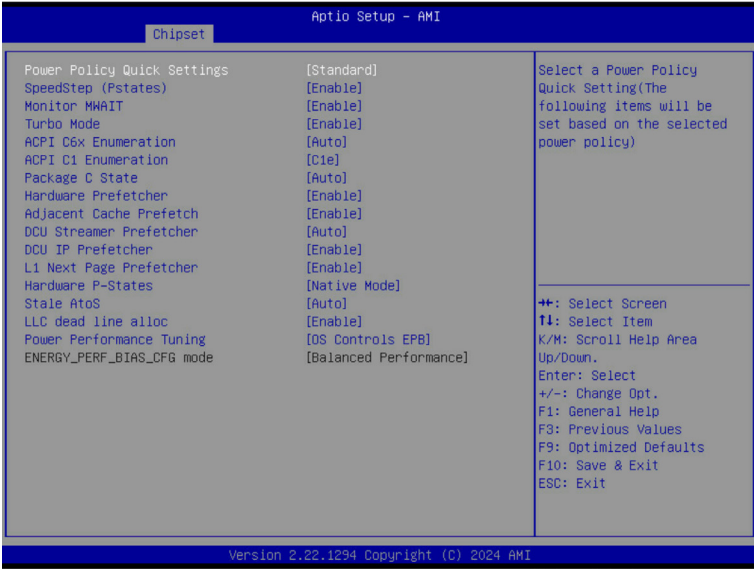 Aptio Setup – AMI
Chipset
Power Policy Quick Settings [Standard]
SpeedStep (Pstates) [Enable]
Monitor MWAIT [Enable]
Turbo Mode [Enable]
ACPI C6x Enumeration [Auto]
ACPI C1 Enumeration [C1e]
Package C State [Auto]
Hardware Prefetcher [Enable]
Adjacent Cache Prefetch [Enable]
DCU Streamer Prefetcher [Auto]
DCU IP Prefetcher [Enable]
L1 Next Page Prefetcher [Enable]
Hardware P-States [Native Mode]
Stale AtoS [Auto]
LLC dead line alloc [Enable]
Power Performance Tuning [OS Controls EPB]
ENERGY_PERF_BIAS_CFG mode [Balanced Performance]
Select a Power Policy
Quick Setting(The
following items will be
set based on the selected
power policy)
→←: Select Screen
↑↓: Select Item
K/M: Scroll Help Area
Up/Down.
Enter: Select
+/-: Change Opt.
F1: General Help
F3: Previous Values
F9: Optimized Defaults
F10: Save & Exit
ESC: Exit
Version 2.22.1294 Copyright (C) 2024 AMI